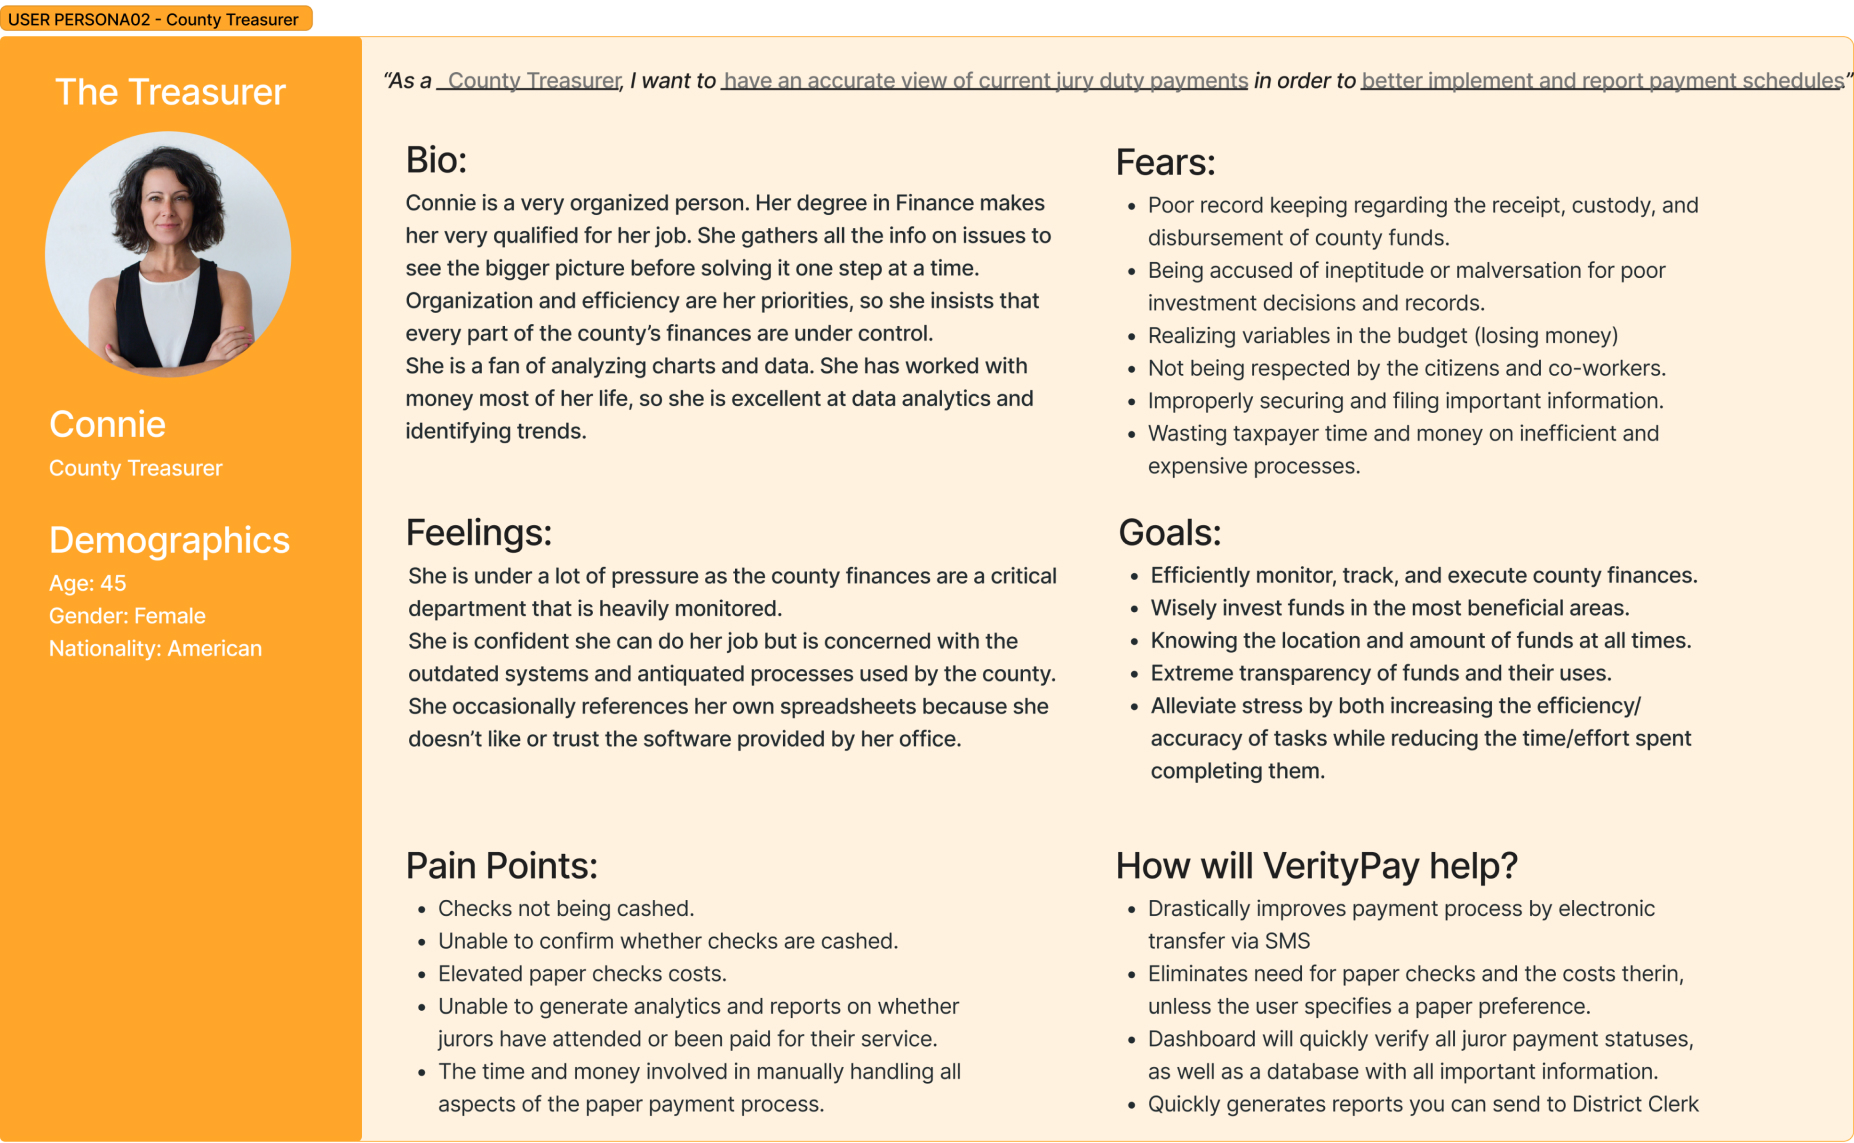 USER PERSONA02 - County Treasurer
The Treasurer
Connie
County Treasurer
Demographics
Age: 45
Gender: Female
Nationality: American
“As a County Treasurer, I want to have an accurate view of current jury duty payments in order to better implement and report payment schedules.”
Bio:
Connie is a very organized person. Her degree in Finance makes
her very qualified for her job. She gathers all the info on issues to
see the bigger picture before solving it one step at a time.
Organization and efficiency are her priorities, so she insists that
every part of the county’s finances are under control.
She is a fan of analyzing charts and data. She has worked with
money most of her life, so she is excellent at data analytics and
identifying trends.
Fears:
• Poor record keeping regarding the receipt, custody, and
disbursement of county funds.
• Being accused of ineptitude or malversation for poor
investment decisions and records.
• Realizing variables in the budget (losing money)
• Not being respected by the citizens and co-workers.
• Improperly securing and filing important information.
• Wasting taxpayer time and money on inefficient and
expensive processes.
Feelings:
She is under a lot of pressure as the county finances are a critical
department that is heavily monitored.
She is confident she can do her job but is concerned with the
outdated systems and antiquated processes used by the county.
She occasionally references her own spreadsheets because she
doesn’t like or trust the software provided by her office.
Goals:
• Efficiently monitor, track, and execute county finances.
• Wisely invest funds in the most beneficial areas.
• Knowing the location and amount of funds at all times.
• Extreme transparency of funds and their uses.
• Alleviate stress by both increasing the efficiency/
accuracy of tasks while reducing the time/effort spent
completing them.
Pain Points:
• Checks not being cashed.
• Unable to confirm whether checks are cashed.
• Elevated paper checks costs.
• Unable to generate analytics and reports on whether
jurors have attended or been paid for their service.
• The time and money involved in manually handling all
aspects of the paper payment process.
How will VerityPay help?
• Drastically improves payment process by electronic
transfer via SMS
• Eliminates need for paper checks and the costs therin,
unless the user specifies a paper preference.
• Dashboard will quickly verify all juror payment statuses,
as well as a database with all important information.
• Quickly generates reports you can send to District Clerk